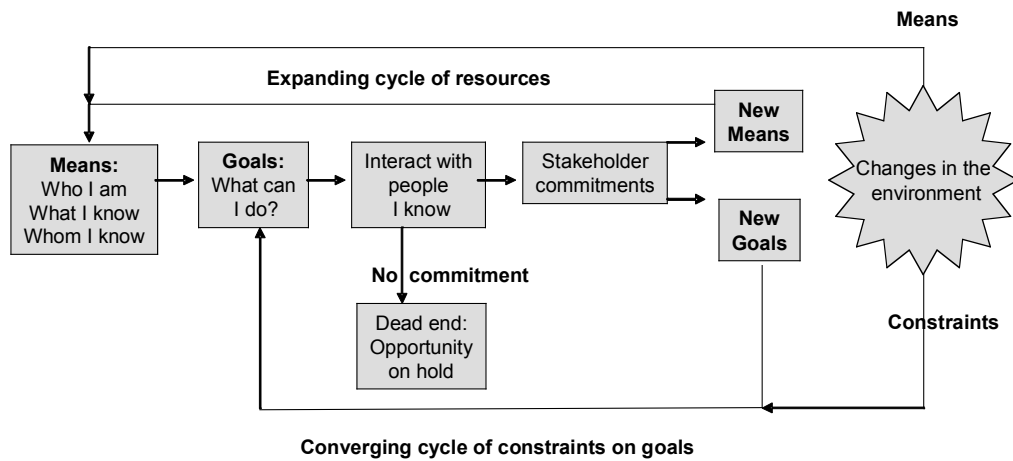 Means
Expanding cycle of resources
New
Means
Means:
Who I am
What I know
Whom I know
Goals:
What can
I do?
Interact with
people
I know
Stakeholder
commitments
Changes in the
environment
New
Goals
No commitment
Dead end:
Opportunity
on hold
Constraints
Converging cycle of constraints on goals